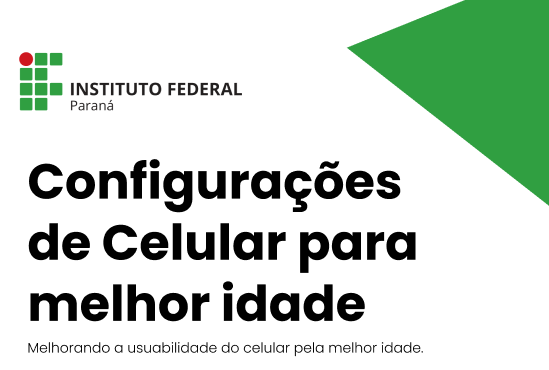 INSTITUTO FEDERAL
Paraná
Configurações
de Celular para
melhor idade
Melhorando a usuabilidade do celular pela melhor idade.